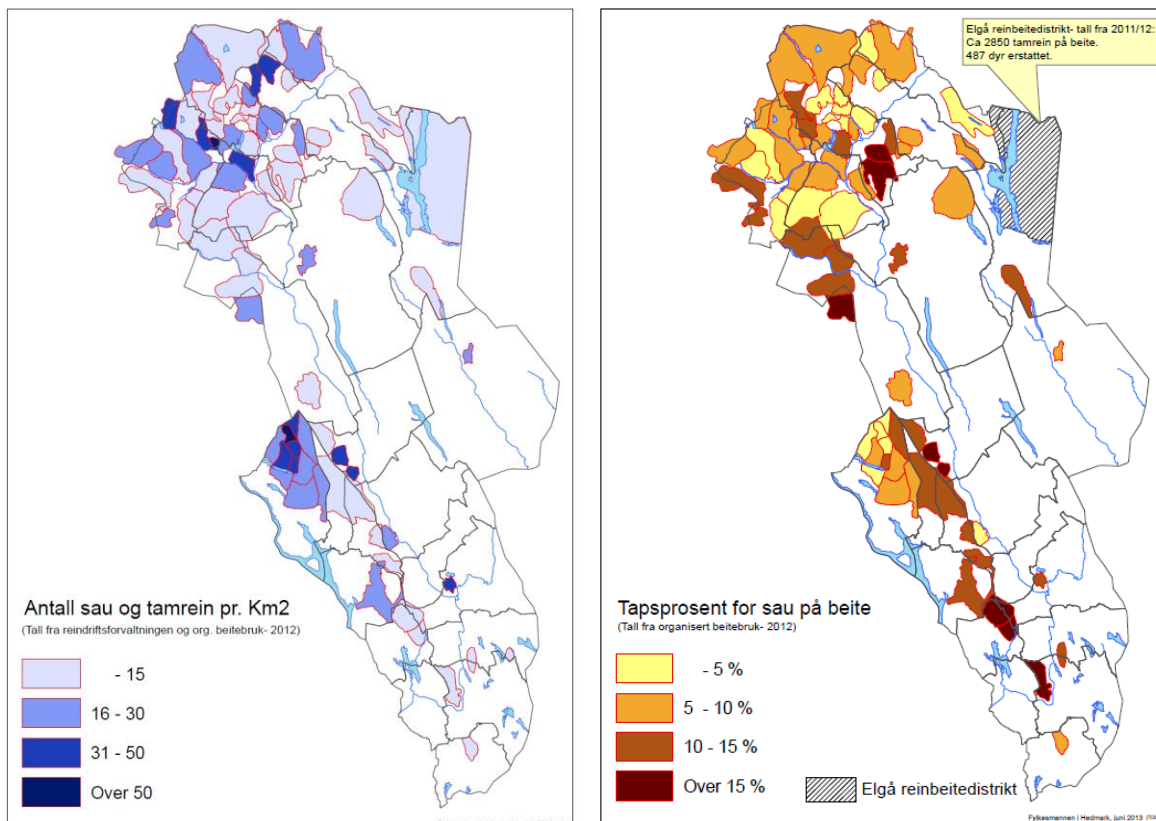 Antall sau og tamrein pr. Km2
(Tall fra reindriftsforvaltningen og org. beitebruk- 2012)
- 15
16 - 30
31 - 50
Over 50
Elgå reinbeitedistrikt- tall fra 2011/12:
Ca 2850 tamrein på beite.
487 dyr erstattet.
Tapsprosent for sau på beite
(Tall fra organisert beitebruk- 2012)
- 5 %
5 - 10 %
10 - 15 %
Over 15 %
Elgå reinbeitedistrikt
Fylkesmannen i Hedmark, juni 2013